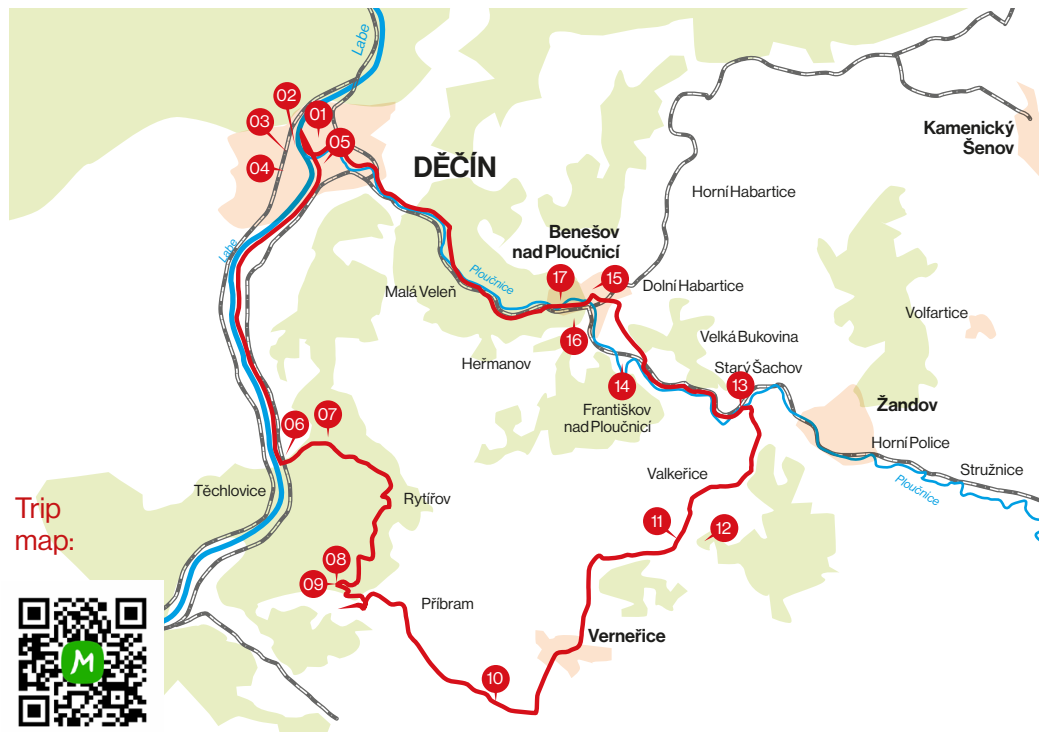 Labe
02
03
01
05
04
DĚČÍN
Kamenický
Šenov
Horní Habartice
Labe
Benešov
nad Ploučnicí
Ploučnice
17
15
Dolní Habartice
Malá Veleň
16
Heřmanov
Velká Bukovina
Volfartice
Starý Šachov
14
13
Františkov
nad Ploučnicí
Žandov
07
06
Horní Police
Stružnice
Těchlovice
Rytířov
Valkeřice
Ploučnice
Trip
map:
11
12
08
09
Příbram
Verneřice
10
M